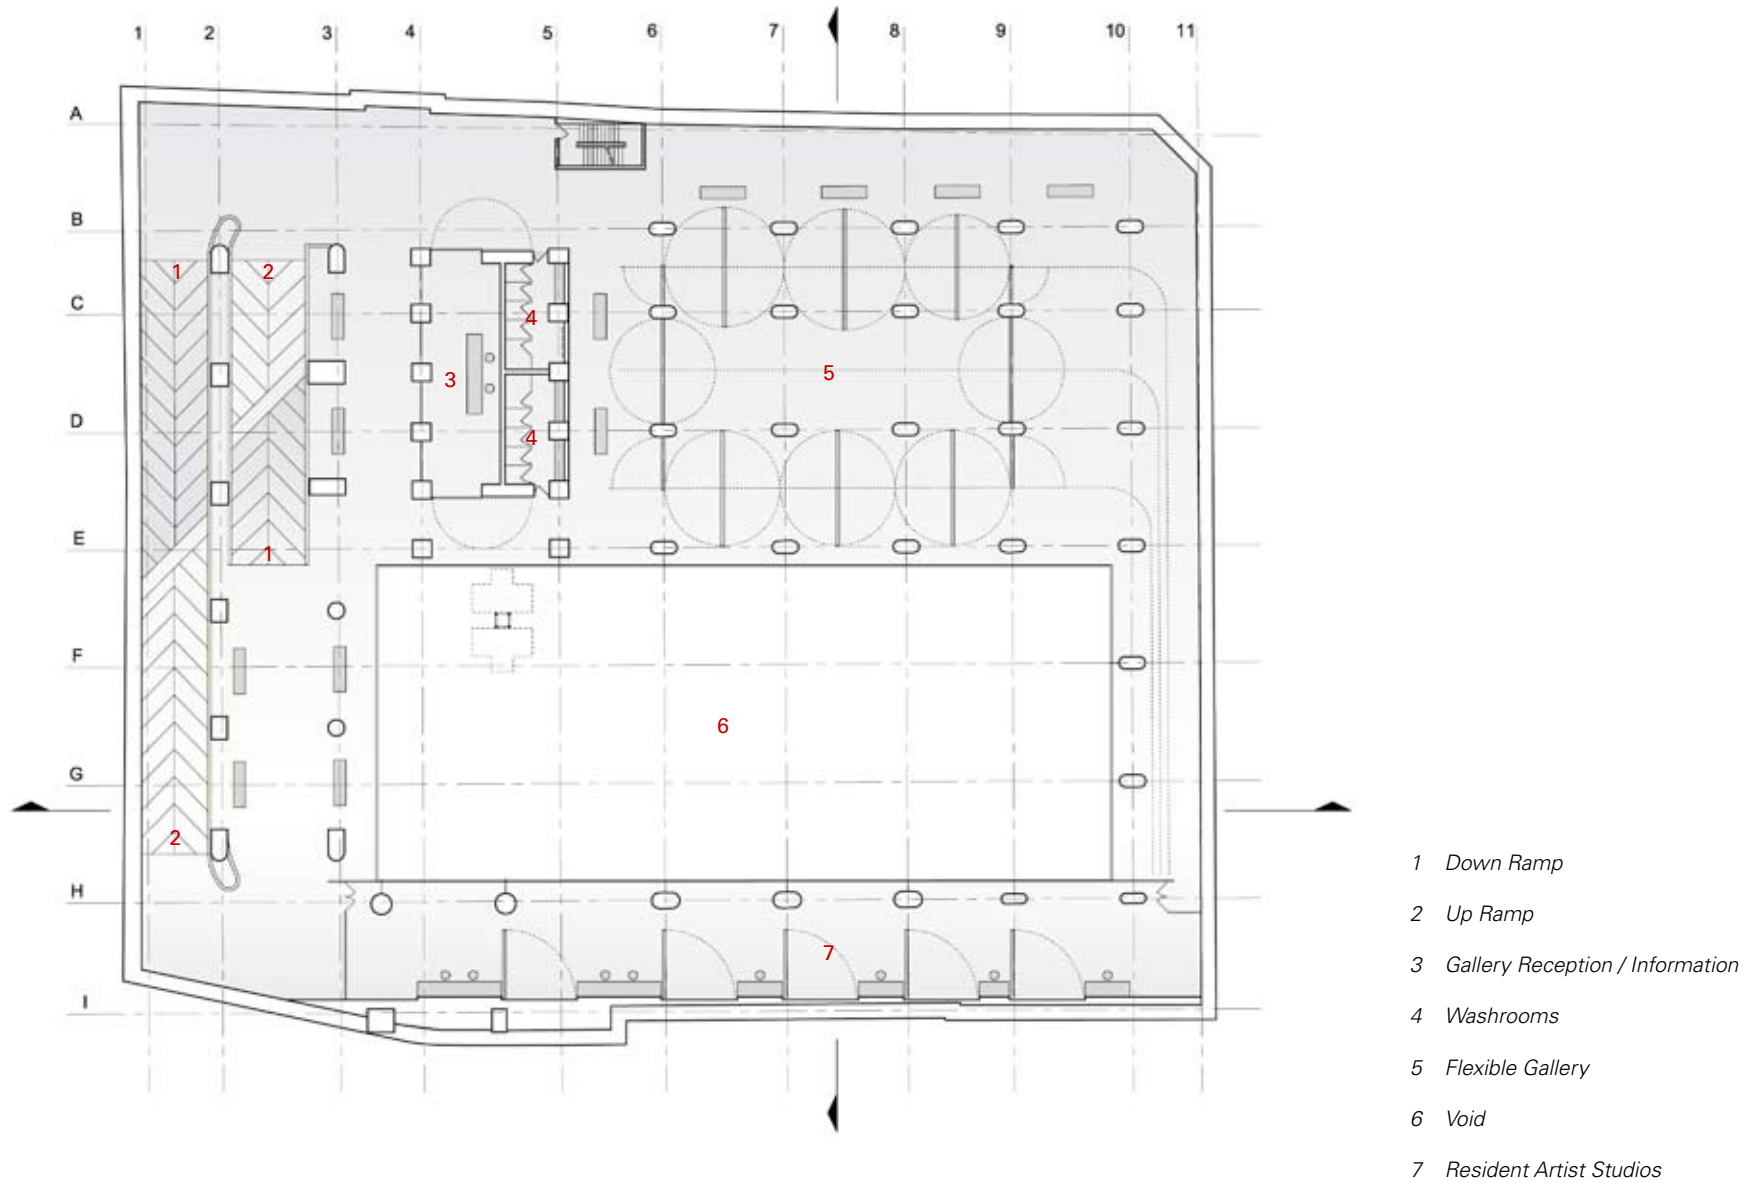 1 2 3 4 5 6 7 8 9 10 11
A
B
1 2
C
4
3 5
D
4
E
1
F
6
G
2
H
7
I
1 Down Ramp
2 Up Ramp
3 Gallery Reception / Information
4 Washrooms
5 Flexible Gallery
6 Void
7 Resident Artist Studios